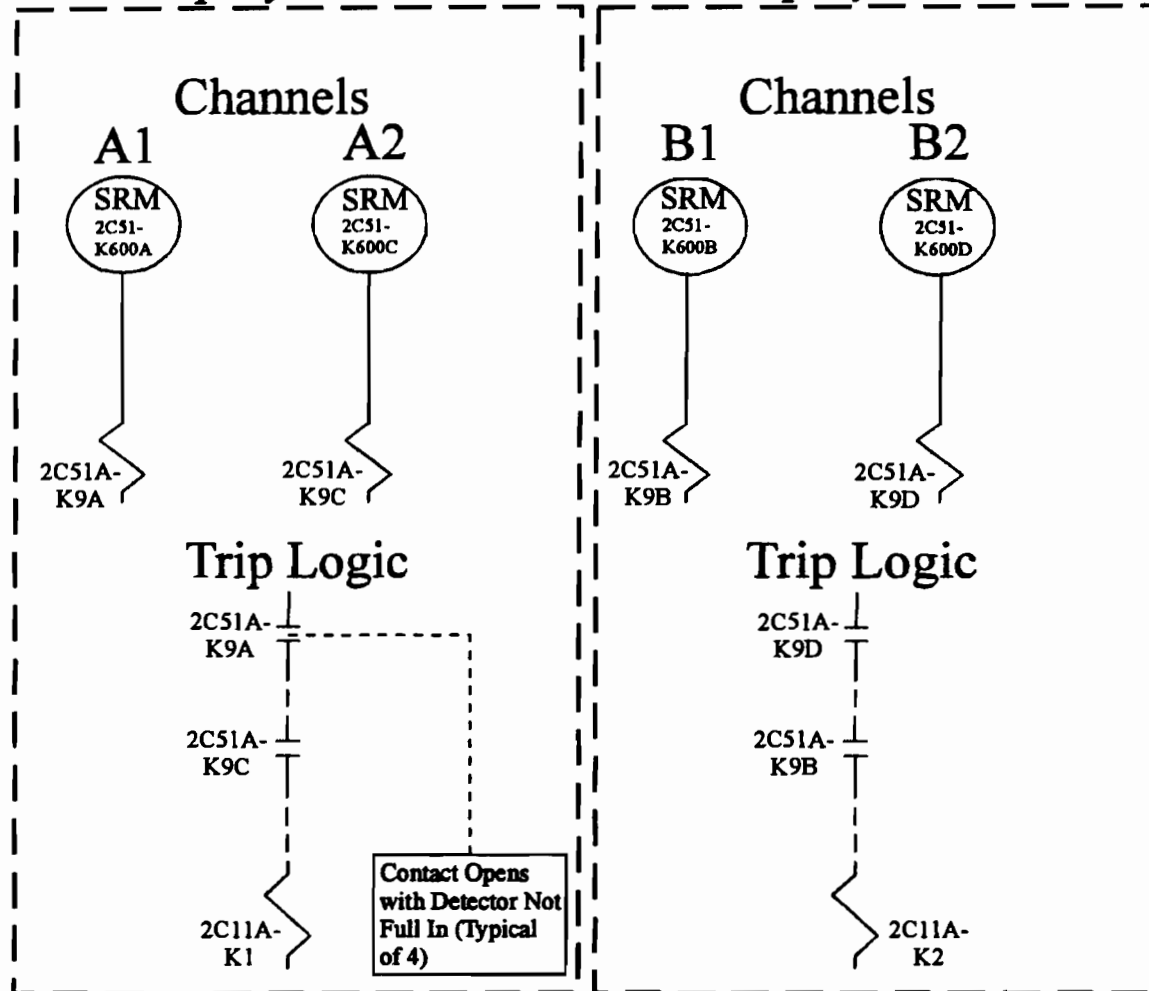 Channels
A1
A2
SRM
2C51-
K600A
SRM
2C51-
K600C
2C51A-
K9A
2C51A-
K9C
Trip Logic
2C51A-
K9A
2C51A-
K9C
2C11A-
K1
Contact Opens
with Detector Not
Full In (Typical
of 4)
Channels
B1
B2
SRM
2C51-
K600B
SRM
2C51-
K600D
2C51A-
K9B
2C51A-
K9D
Trip Logic
2C51A-
K9D
2C51A-
K9B
2C11A-
K2